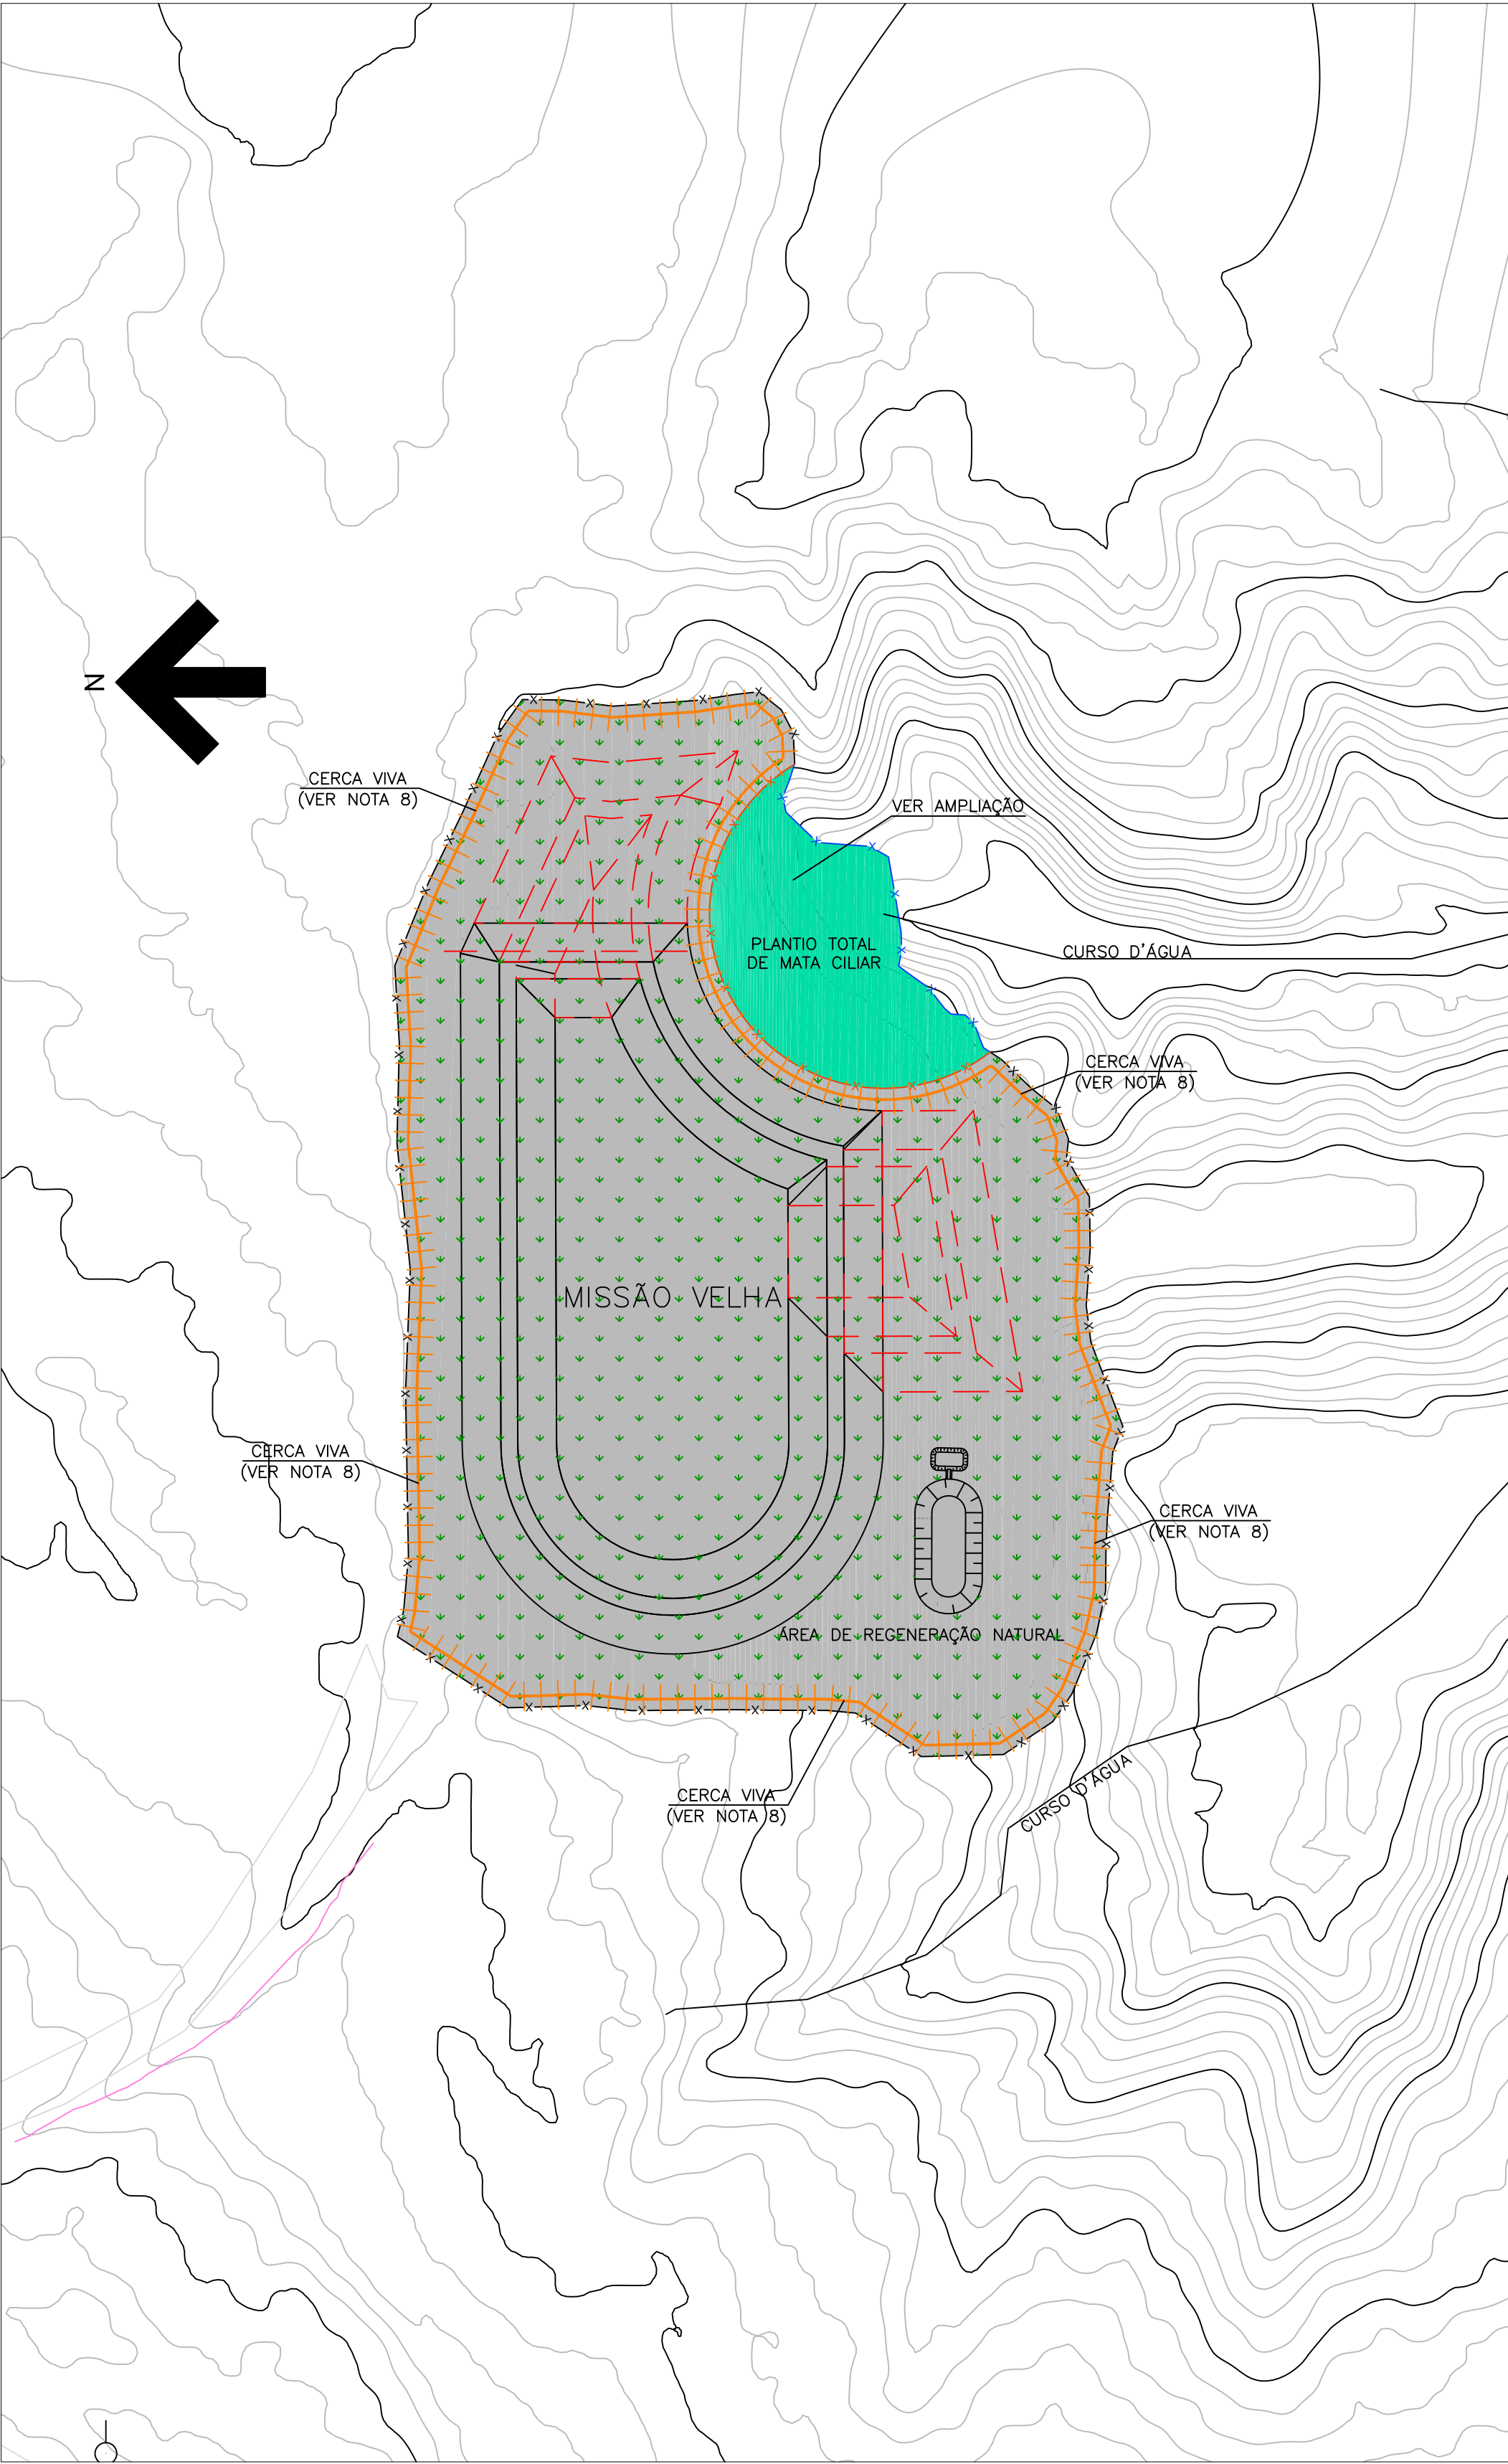 N
CERCA VIVA
(VER NOTA 8)
VER AMPLIAÇÃO
PLANTIO TOTAL
DE MATA CILIAR
CURSO D'ÁGUA
CERCA VIVA
(VER NOTA 8)
MISSÃO VELHA
CERCA VIVA
(VER NOTA 8)
CERCA VIVA
(VER NOTA 8)
ÁREA DE REGENERAÇÃO NATURAL
CURSO D'ÁGUA
CERCA VIVA
(VER NOTA 8)